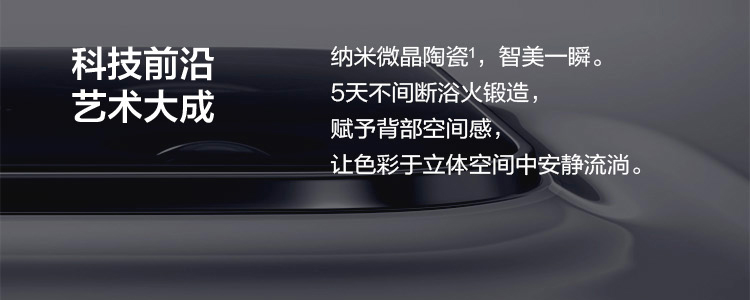 科技前沿
艺术大成
纳米微晶陶瓷¹，智美一瞬。
5天不间断浴火锻造，
赋予背部空间感，
让色彩于立体空间中安静流淌。